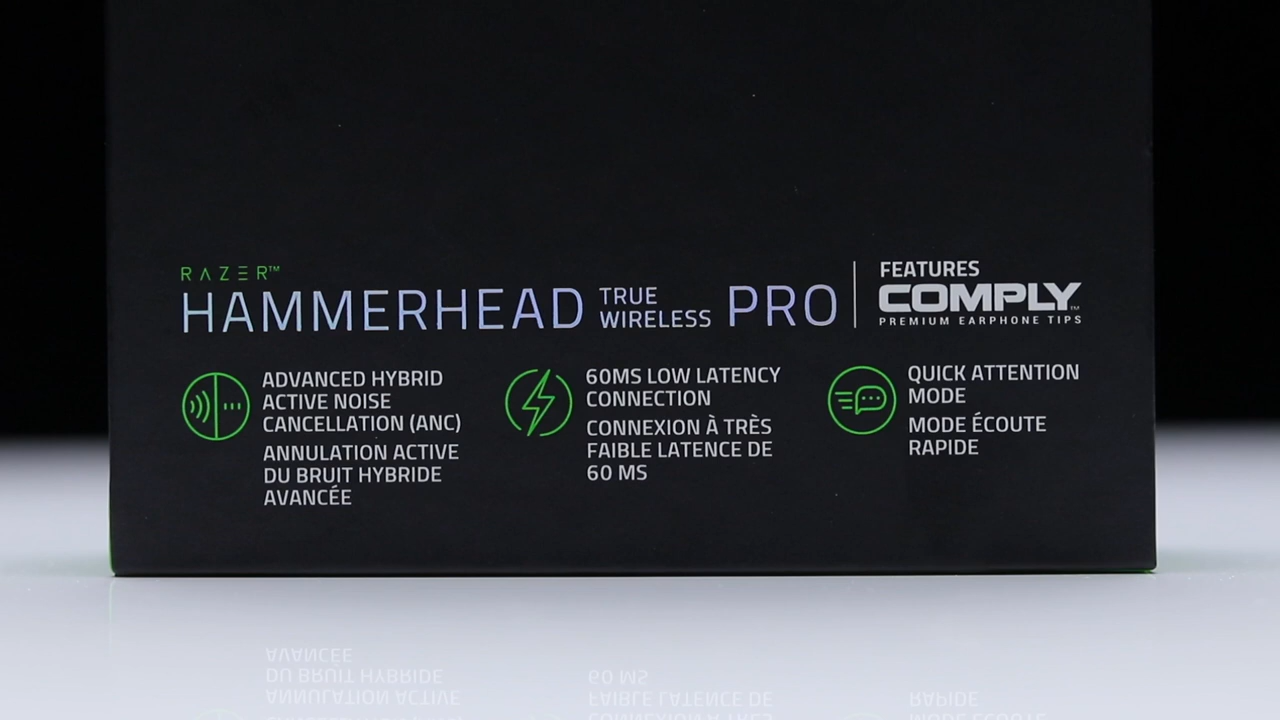 RAZER™
HAMMERHEAD TRUE WIRELESS PRO
FEATURES
COMPLY™
PREMIUM EARPHONE TIPS
ADVANCED HYBRID
ACTIVE NOISE
CANCELLATION (ANC)
ANNULATION ACTIVE
DU BRUIT HYBRIDE
AVANCÉE
60MS LOW LATENCY
CONNECTION
CONNEXION À TRÈS
FAIBLE LATENCE DE
60 MS
QUICK ATTENTION
MODE
MODE ÉCOUTE
RAPIDE